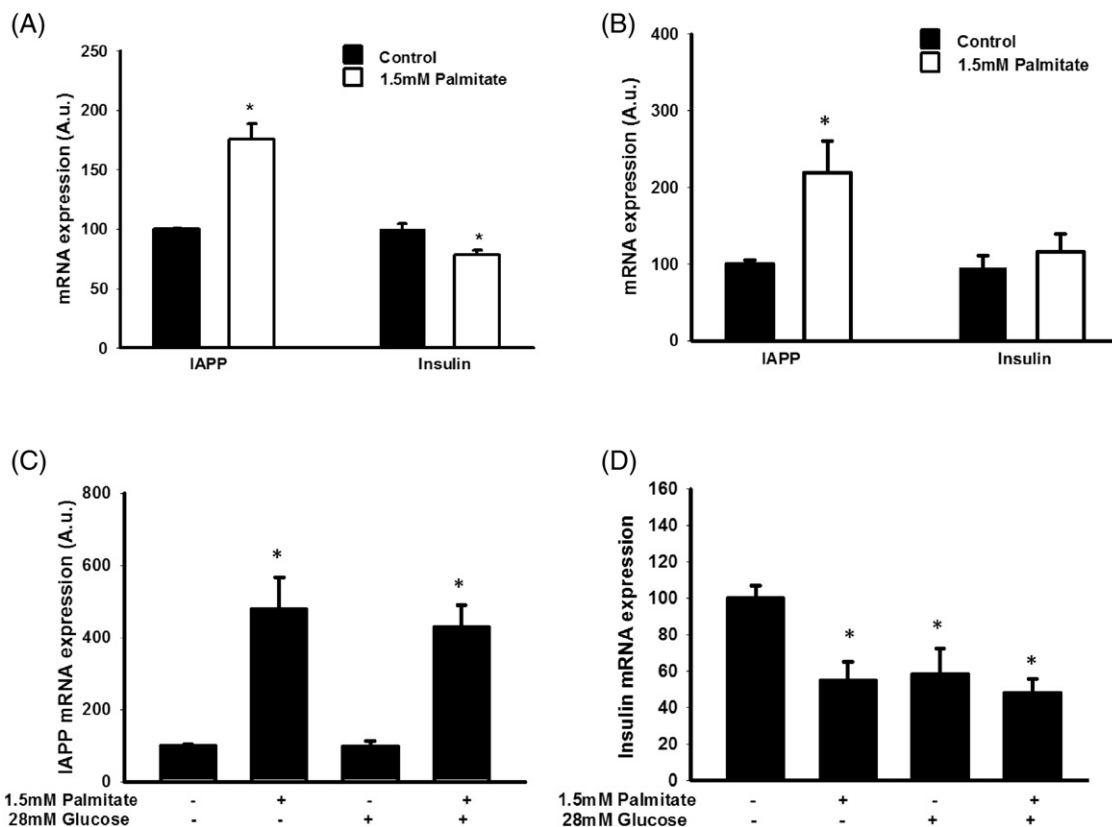 (A)
mRNA expression (A.u.)
250
200
150
100
50
0
Control
1.5mM Palmitate
*
*
IAPP
Insulin
(B)
mRNA expression (A.u.)
400
300
200
100
0
Control
1.5mM Palmitate
*
IAPP
Insulin
(C)
IAPP mRNA expression (A.u.)
800
600
400
200
0
*
*
1.5mM Palmitate - + - +
28mM Glucose - - + +
(D)
Insulin mRNA expression
160
140
120
100
80
60
40
20
0
*
*
*
1.5mM Palmitate - + - +
28mM Glucose - - + +